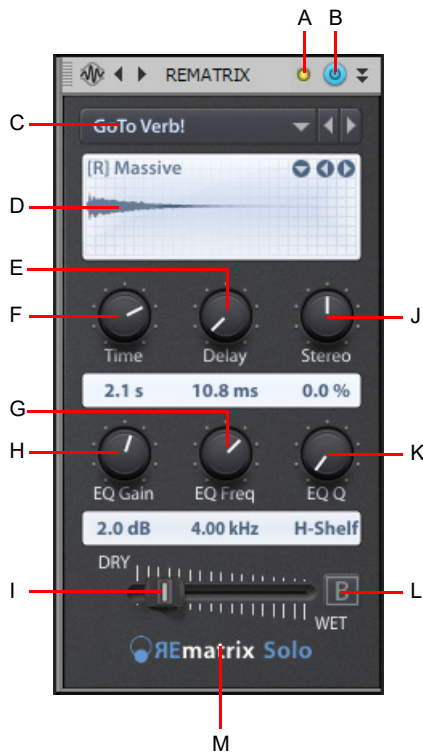 A B
REMATRIX
C
GoTo Verb!
[R] Massive
D
E
F
J
Time Delay Stereo
2.1 s 10.8 ms 0.0 %
G
H
K
EQ Gain EQ Freq EQ Q
2.0 dB 4.00 kHz H-Shelf
DRY
I
B
L
WET
REmatrix Solo
M